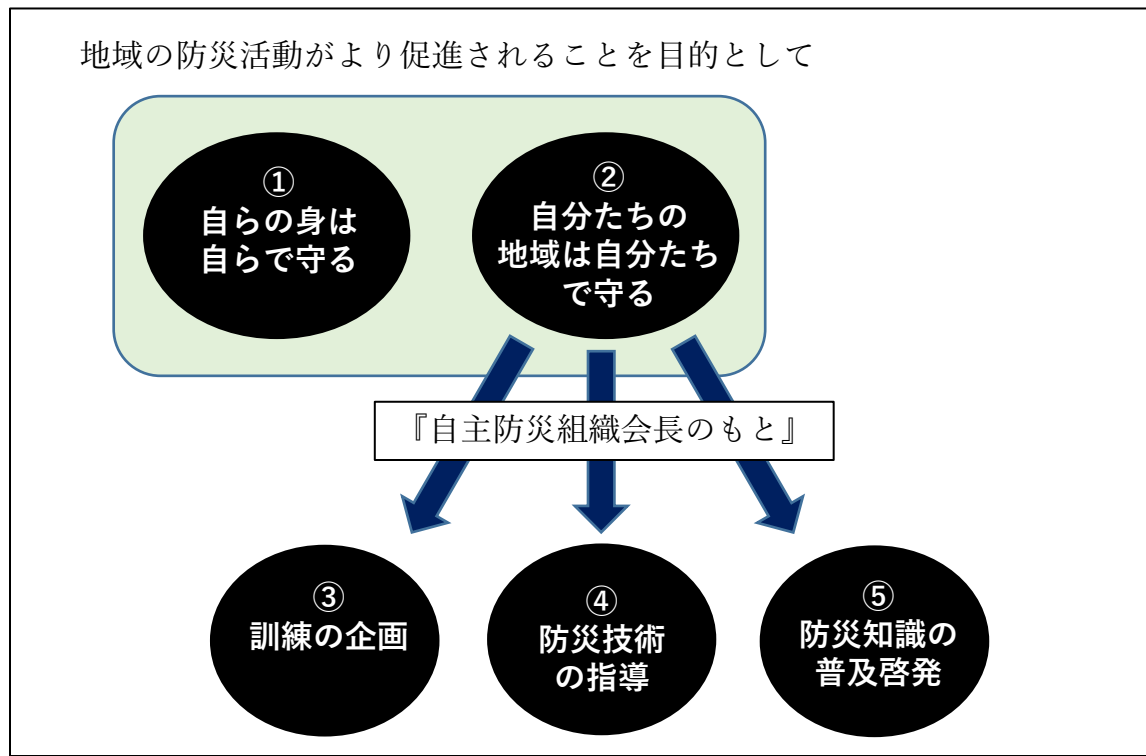 地域の防災活動がより促進されることを目的として
①
自らの身は
自らで守る
②
自分たちの
地域は自分たち
で守る
『自主防災組織会長のもと』
③
訓練の企画
④
防災技術
の指導
⑤
防災知識の
普及啓発